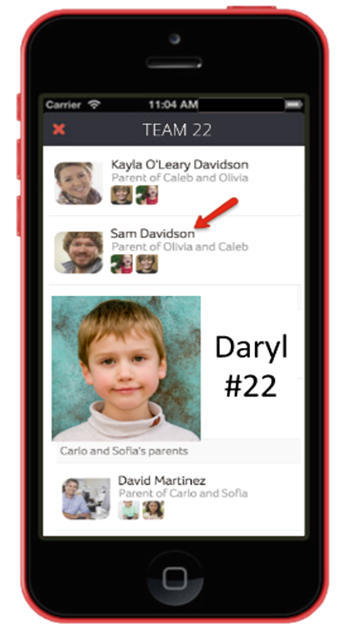 Carrier 11:04 AM
TEAM 22
Kayla O'Leary Davidson
Parent of Caleb and Olivia
Sam Davidson
Parent of Olivia and Caleb
Daryl
#22
Carlo and Sofia's parents
David Martinez
Parent of Carlo and Sofia